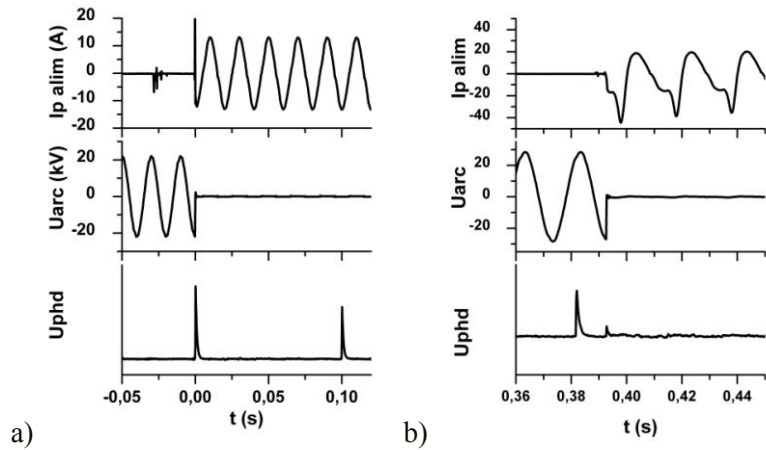 Ip alim (A)
20
10
0
-10
-20
Uarc (kV)
20
0
-20
Uphd
-0,05 0,00 0,05 0,10
t (s)
a)
Ip alim
40
20
0
-20
-40
Uarc
20
0
-20
Uphd
0,36 0,38 0,40 0,42 0,44
t (s)
b)